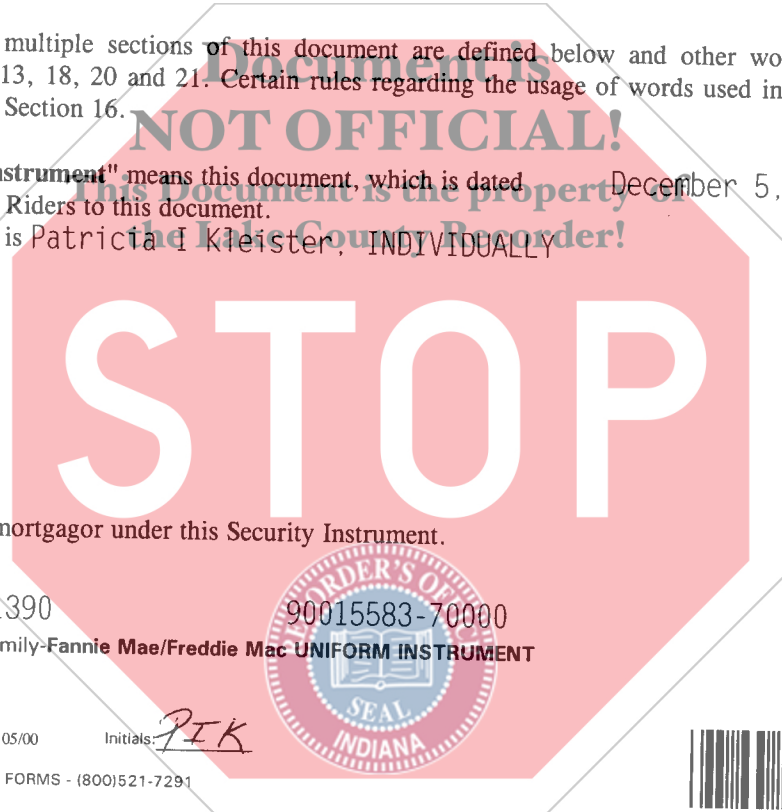 multiple sections of this document are defined below and other wo
13, 18, 20 and 21. Certain rules regarding the usage of words used in
Section 16.
Document is
NOT OFFICIAL!
This Document is the property of
the Lake County Recorder!
strument" means this document, which is dated December 5,
Riders to this document.
is Patricia I Kleister, INDIVIDUALLY
STOP
mortgagor under this Security Instrument.
390 90015583-70000
mily-Fannie Mae/Freddie Mac UNIFORM INSTRUMENT
RECORDER'S OFFICE
SEAL
INDIANA
05/00 Initials: PIK
FORMS - (800)521-7291